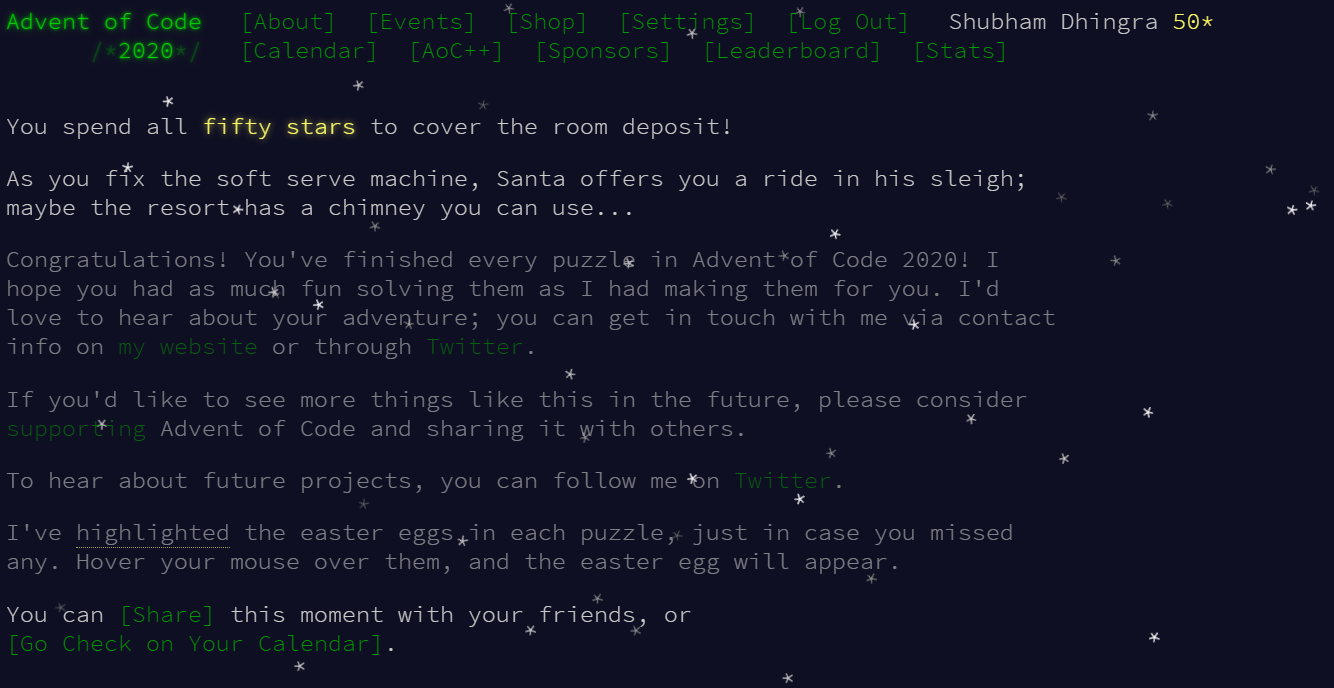 Advent of Code [About] [Events] [Shop] [Settings] [Log Out] Shubham Dhingra 50*
/*2020*/ [Calendar] [AoC++] [Sponsors] [Leaderboard] [Stats]
You spend all fifty stars to cover the room deposit!
As you fix the soft serve machine, Santa offers you a ride in his sleigh;
maybe the resort has a chimney you can use...
Congratulations! You've finished every puzzle in Advent of Code 2020! I
hope you had as much fun solving them as I had making them for you. I'd
love to hear about your adventure; you can get in touch with me via contact
info on my website or through Twitter.
If you'd like to see more things like this in the future, please consider
supporting Advent of Code and sharing it with others.
To hear about future projects, you can follow me on Twitter.
I've highlighted the easter eggs in each puzzle, just in case you missed
any. Hover your mouse over them, and the easter egg will appear.
You can [Share] this moment with your friends, or
[Go Check on Your Calendar].